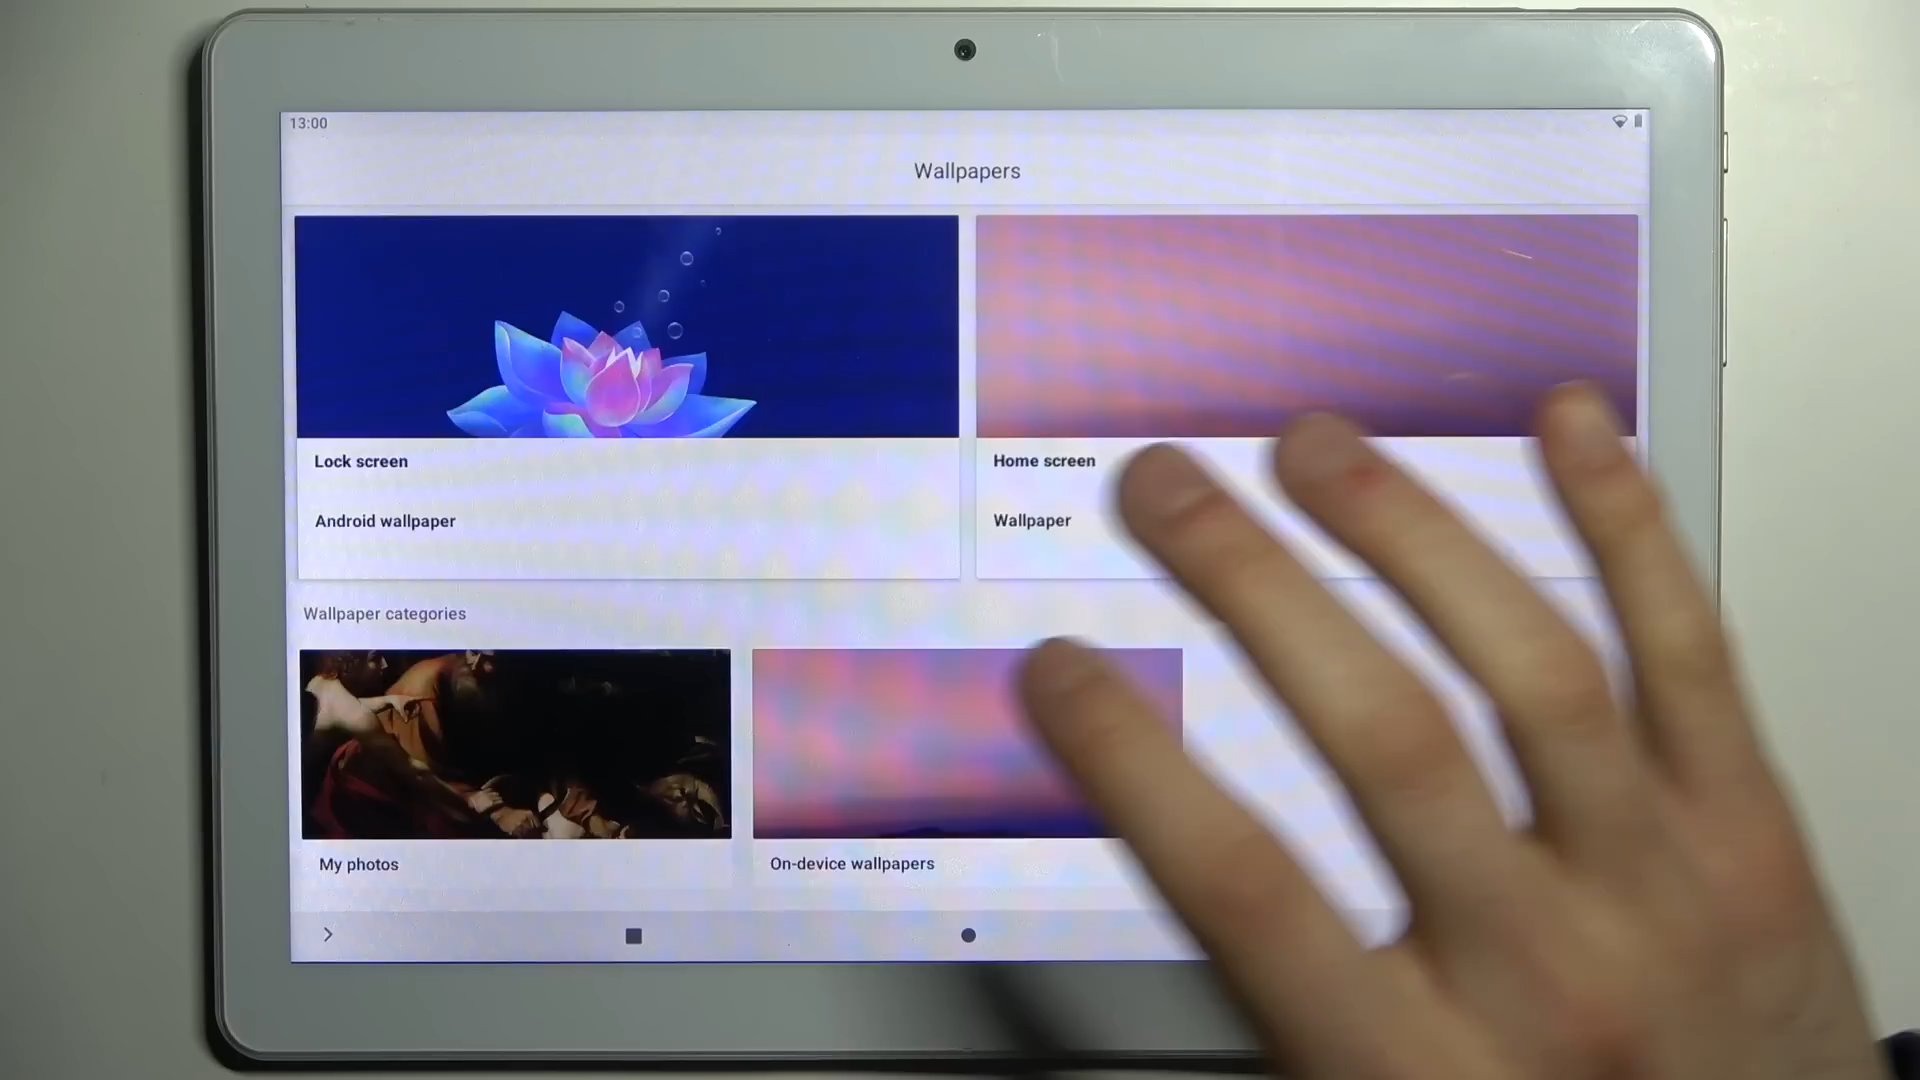 13:00
Wallpapers
Lock screen
Android wallpaper
Home screen
Wallpaper
Wallpaper categories
My photos
On-device wallpapers